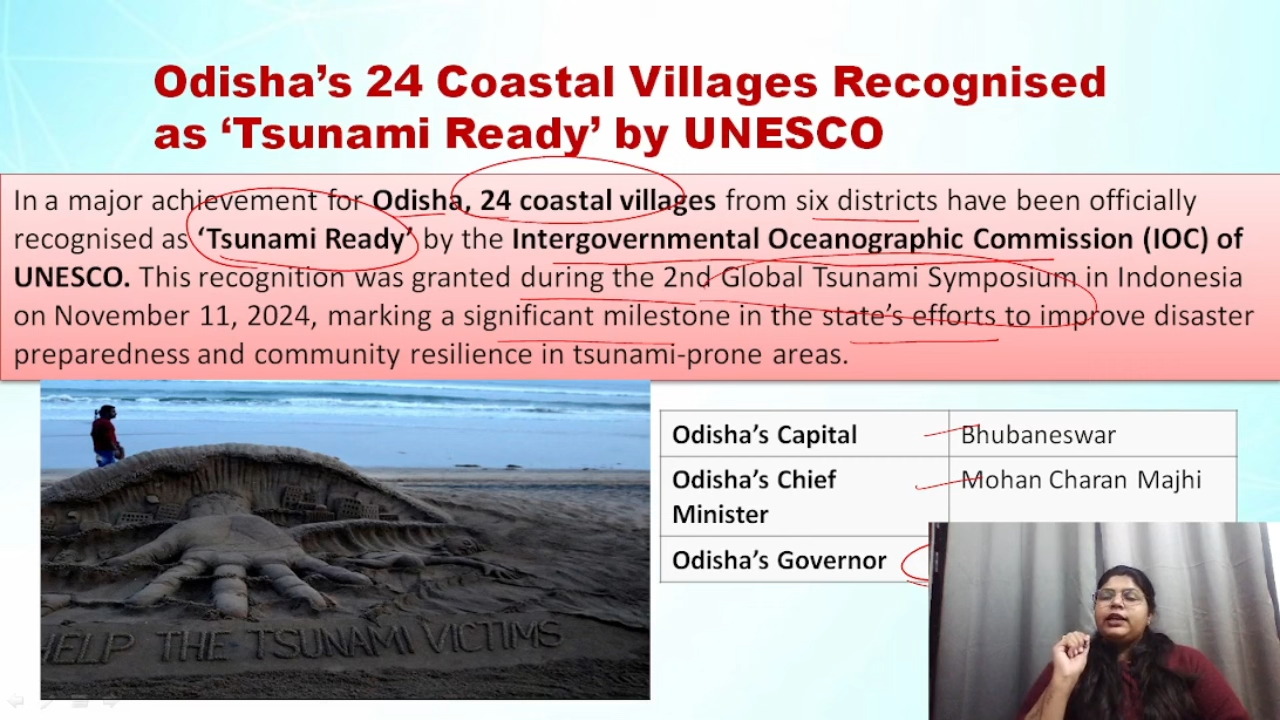 Odisha’s 24 Coastal Villages Recognised
as ‘Tsunami Ready’ by UNESCO
In a major achievement for Odisha, 24 coastal villages from six districts have been officially
recognised as ‘Tsunami Ready’ by the Intergovernmental Oceanographic Commission (IOC) of
UNESCO. This recognition was granted during the 2nd Global Tsunami Symposium in Indonesia
on November 11, 2024, marking a significant milestone in the state’s efforts to improve disaster
preparedness and community resilience in tsunami-prone areas.
Odisha’s Capital Bhubaneswar
Odisha’s Chief Mohan Charan Majhi
Minister
Odisha’s Governor
HELP THE TSUNAMI VICTIMS